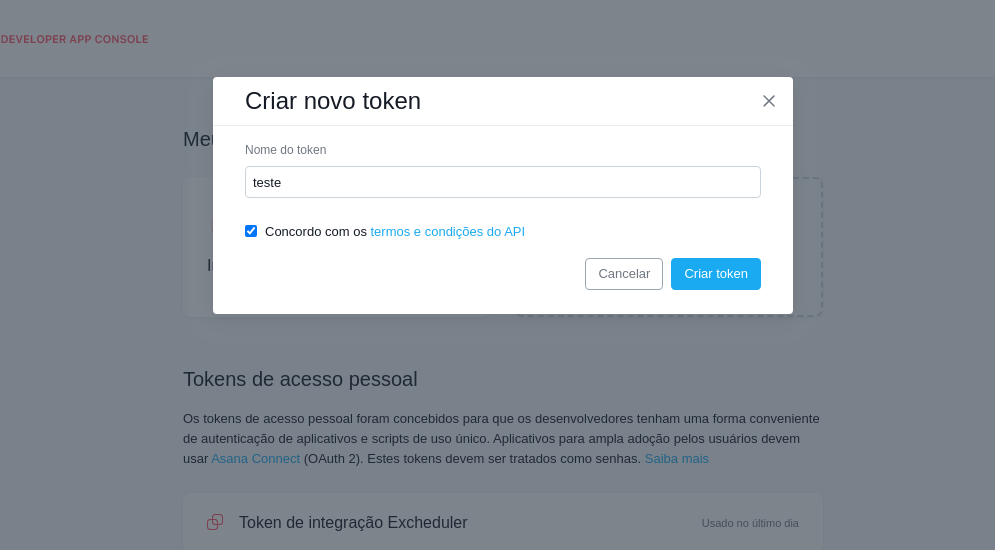 DEVELOPER APP CONSOLE
Criar novo token
Nome do token
teste
Concordo com os termos e condições do API
Cancelar
Criar token
Tokens de acesso pessoal
Os tokens de acesso pessoal foram concebidos para que os desenvolvedores tenham uma forma conveniente
de autenticação de aplicativos e scripts de uso único. Aplicativos para ampla adoção pelos usuários devem
usar Asana Connect (OAuth 2). Estes tokens devem ser tratados como senhas. Saiba mais
Token de integração Excheduler
Usado no último dia